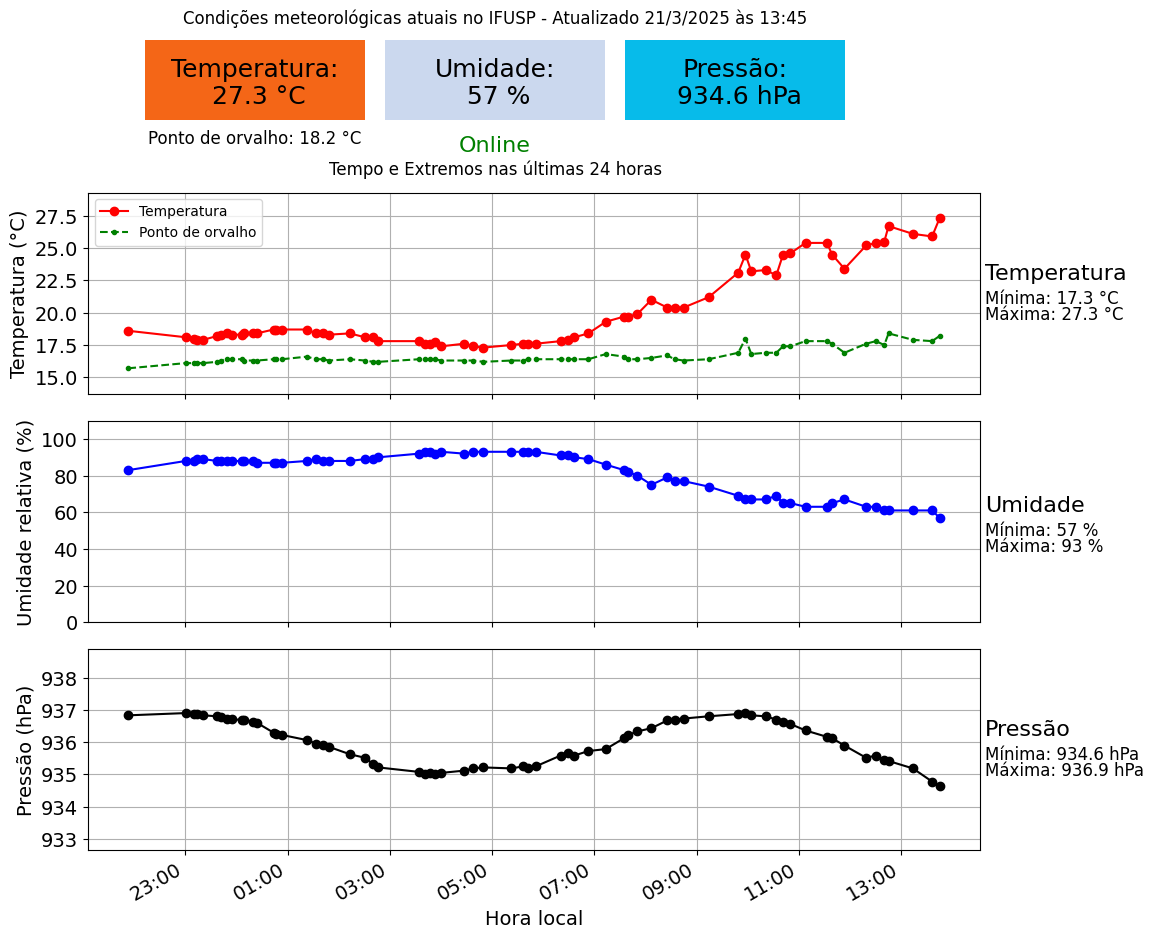 Condições meteorológicas atuais no IFUSP - Atualizado 21/3/2025 às 13:45
Temperatura:
27.3 °C
Umidade:
57 %
Pressão:
934.6 hPa
Ponto de orvalho: 18.2 °C
Online
Tempo e Extremos nas últimas 24 horas
Temperatura (°C)
27.5
25.0
22.5
20.0
17.5
15.0
Temperatura
Ponto de orvalho
Temperatura
Mínima: 17.3 °C
Máxima: 27.3 °C
Umidade relativa (%)
100
80
60
40
20
0
Umidade
Mínima: 57 %
Máxima: 93 %
Pressão (hPa)
938
937
936
935
934
933
Pressão
Mínima: 934.6 hPa
Máxima: 936.9 hPa
23:00
01:00
03:00
05:00
07:00
09:00
11:00
13:00
Hora local